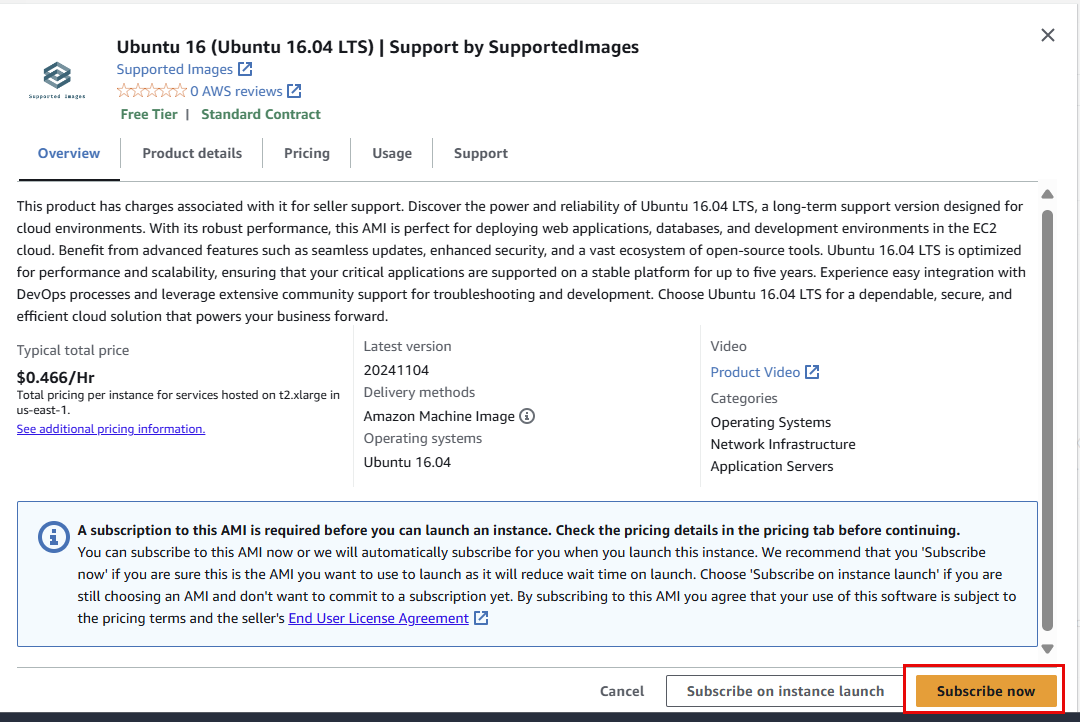 Ubuntu 16 (Ubuntu 16.04 LTS) | Support by SupportedImages
Supported Images
Supported Images
0 AWS reviews
Free Tier | Standard Contract
Overview
Product details
Pricing
Usage
Support
This product has charges associated with it for seller support. Discover the power and reliability of Ubuntu 16.04 LTS, a long-term support version designed for
cloud environments. With its robust performance, this AMI is perfect for deploying web applications, databases, and development environments in the EC2
cloud. Benefit from advanced features such as seamless updates, enhanced security, and a vast ecosystem of open-source tools. Ubuntu 16.04 LTS is optimized
for performance and scalability, ensuring that your critical applications are supported on a stable platform for up to five years. Experience easy integration with
DevOps processes and leverage extensive community support for troubleshooting and development. Choose Ubuntu 16.04 LTS for a dependable, secure, and
efficient cloud solution that powers your business forward.
Typical total price
$0.466/Hr
Total pricing per instance for services hosted on t2.xlarge in
us-east-1.
See additional pricing information.
Latest version
20241104
Delivery methods
Amazon Machine Image
Operating systems
Ubuntu 16.04
Video
Product Video
Categories
Operating Systems
Network Infrastructure
Application Servers
A subscription to this AMI is required before you can launch an instance. Check the pricing details in the pricing tab before continuing.
You can subscribe to this AMI now or we will automatically subscribe for you when you launch this instance. We recommend that you 'Subscribe
now' if you are sure this is the AMI you want to use to launch as it will reduce wait time on launch. Choose 'Subscribe on instance launch' if you are
still choosing an AMI and don't want to commit to a subscription yet. By subscribing to this AMI you agree that your use of this software is subject to
the pricing terms and the seller's End User License Agreement
Cancel
Subscribe on instance launch
Subscribe now